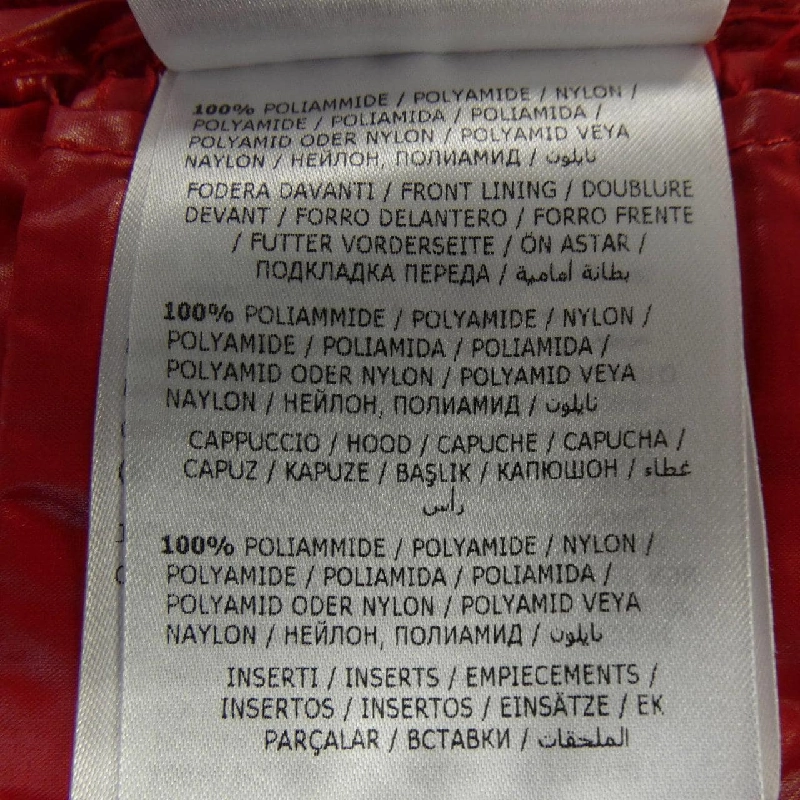 100% POLIAMMIDE / POLYAMIDE / NYLON /
POLYAMIDE / POLIAMIDA / POLIAMIDA /
POLYAMID ODER NYLON / POLYAMID VEYA
NAYLON / НЕЙЛОН, ПОЛИАМИД / نايلون
FODERA DAVANTI / FRONT LINING / DOUBLURE
DEVANT / FORRO DELANTERO / FORRO FRENTE
/ FUTTER VORDERSEITE / ÖN ASTAR /
ПОДКЛАДКА ПЕРЕДА / بطانة أمامية
100% POLIAMMIDE / POLYAMIDE / NYLON /
POLYAMIDE / POLIAMIDA / POLIAMIDA /
POLYAMID ODER NYLON / POLYAMID VEYA
NAYLON / НЕЙЛОН, ПОЛИАМИД / نايلون
CAPPUCCIO / HOOD / CAPUCHE / CAPUCHA /
CAPUZ / KAPUZE / BAŞLIK / КАПЮШОН / غطاء
رأس
100% POLIAMMIDE / POLYAMIDE / NYLON /
POLYAMIDE / POLIAMIDA / POLIAMIDA /
POLYAMID ODER NYLON / POLYAMID VEYA
NAYLON / НЕЙЛОН, ПОЛИАМИД / نايلون
INSERTI / INSERTS / EMPIECEMENTS /
INSERTOS / INSERTOS / EINSÄTZE / EK
PARÇALAR / ВСТАВКИ / الملحقات